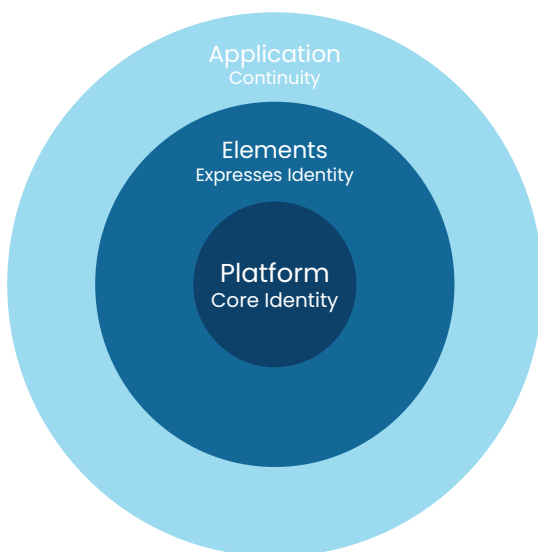 Application
Continuity
Elements
Expresses Identity
Platform
Core Identity